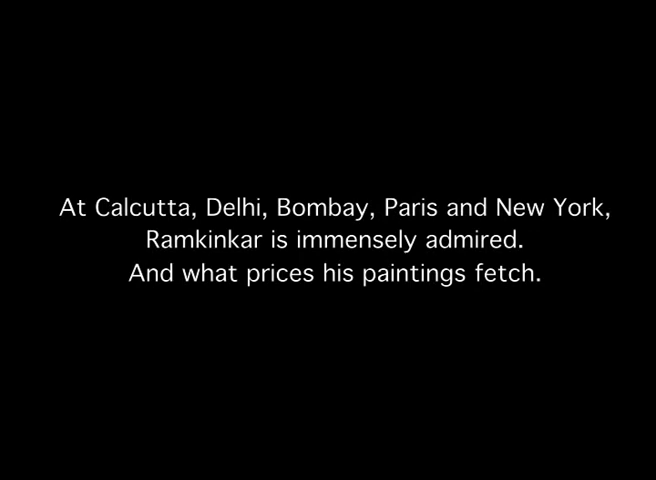 At Calcutta, Delhi, Bombay, Paris and New York,
Ramkinkar is immensely admired.
And what prices his paintings fetch.